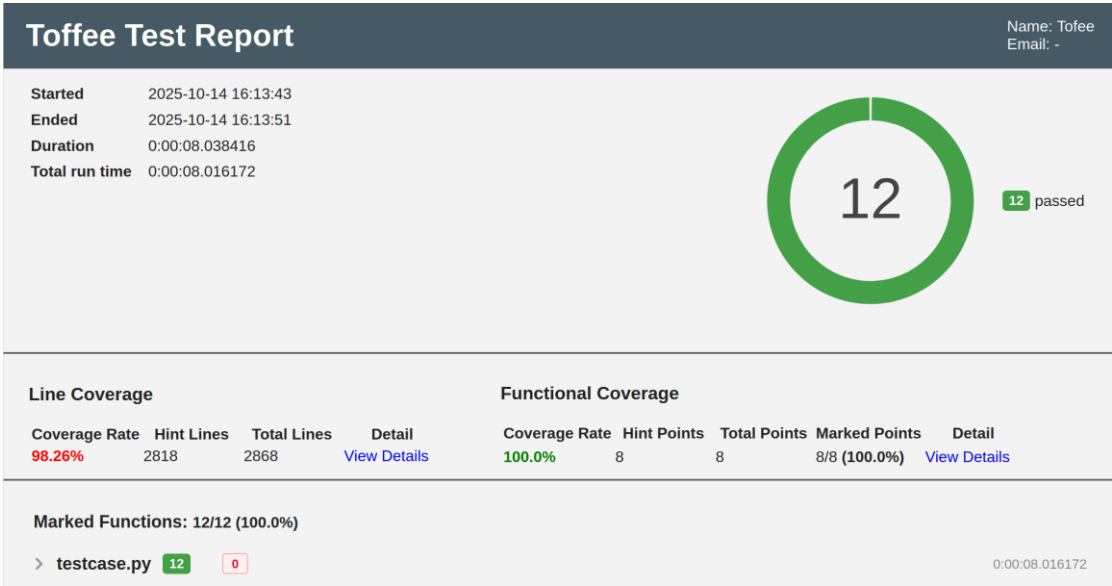 Toffee Test Report
Name: Tofee
Email: -
Started 2025-10-14 16:13:43
Ended 2025-10-14 16:13:51
Duration 0:00:08.038416
Total run time 0:00:08.016172
12
12 passed
Line Coverage
Coverage Rate Hint Lines Total Lines Detail
98.26% 2818 2868 View Details
Functional Coverage
Coverage Rate Hint Points Total Points Marked Points Detail
100.0% 8 8 8/8 (100.0%) View Details
Marked Functions: 12/12 (100.0%)
testcase.py 12 0 0:00:08.016172